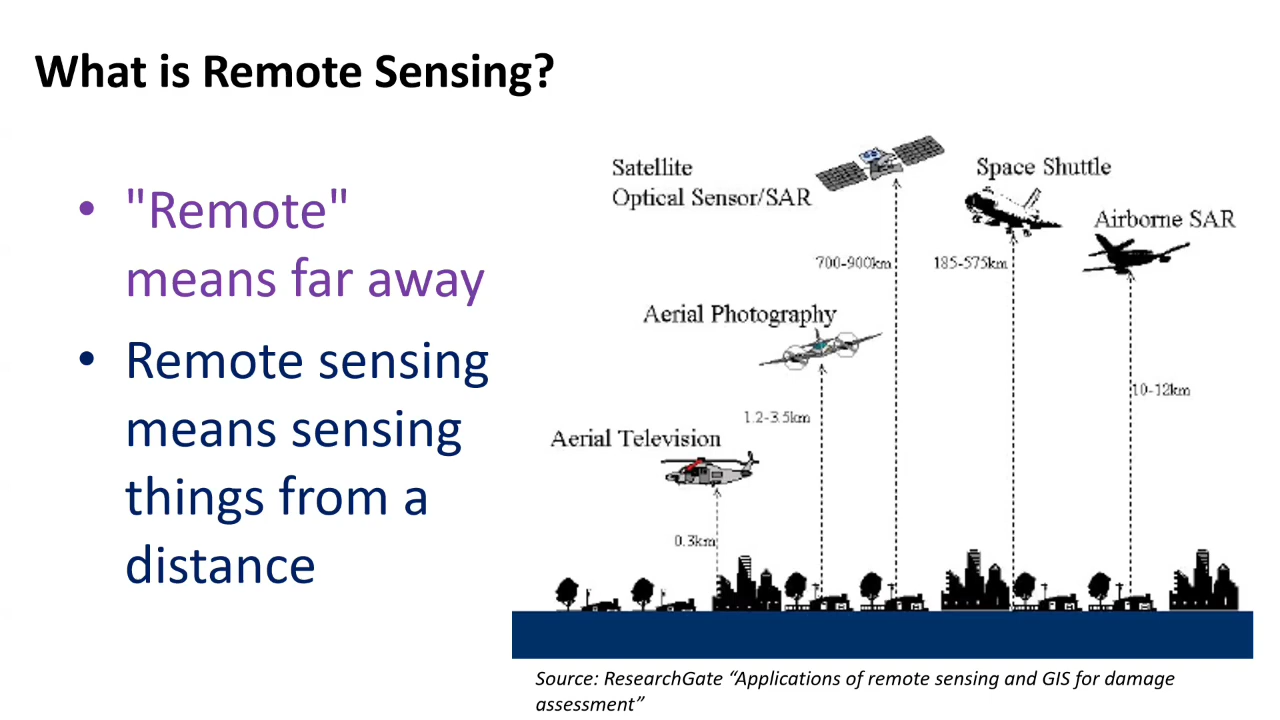 What is Remote Sensing?
• "Remote"
means far away
• Remote sensing
means sensing
things from a
distance
Satellite
Optical Sensor/SAR
Space Shuttle
Airborne SAR
700-900km
185-575km
Aerial Photography
10-12km
1.2-3.5km
Aerial Television
0.3km
Source: ResearchGate “Applications of remote sensing and GIS for damage
assessment”